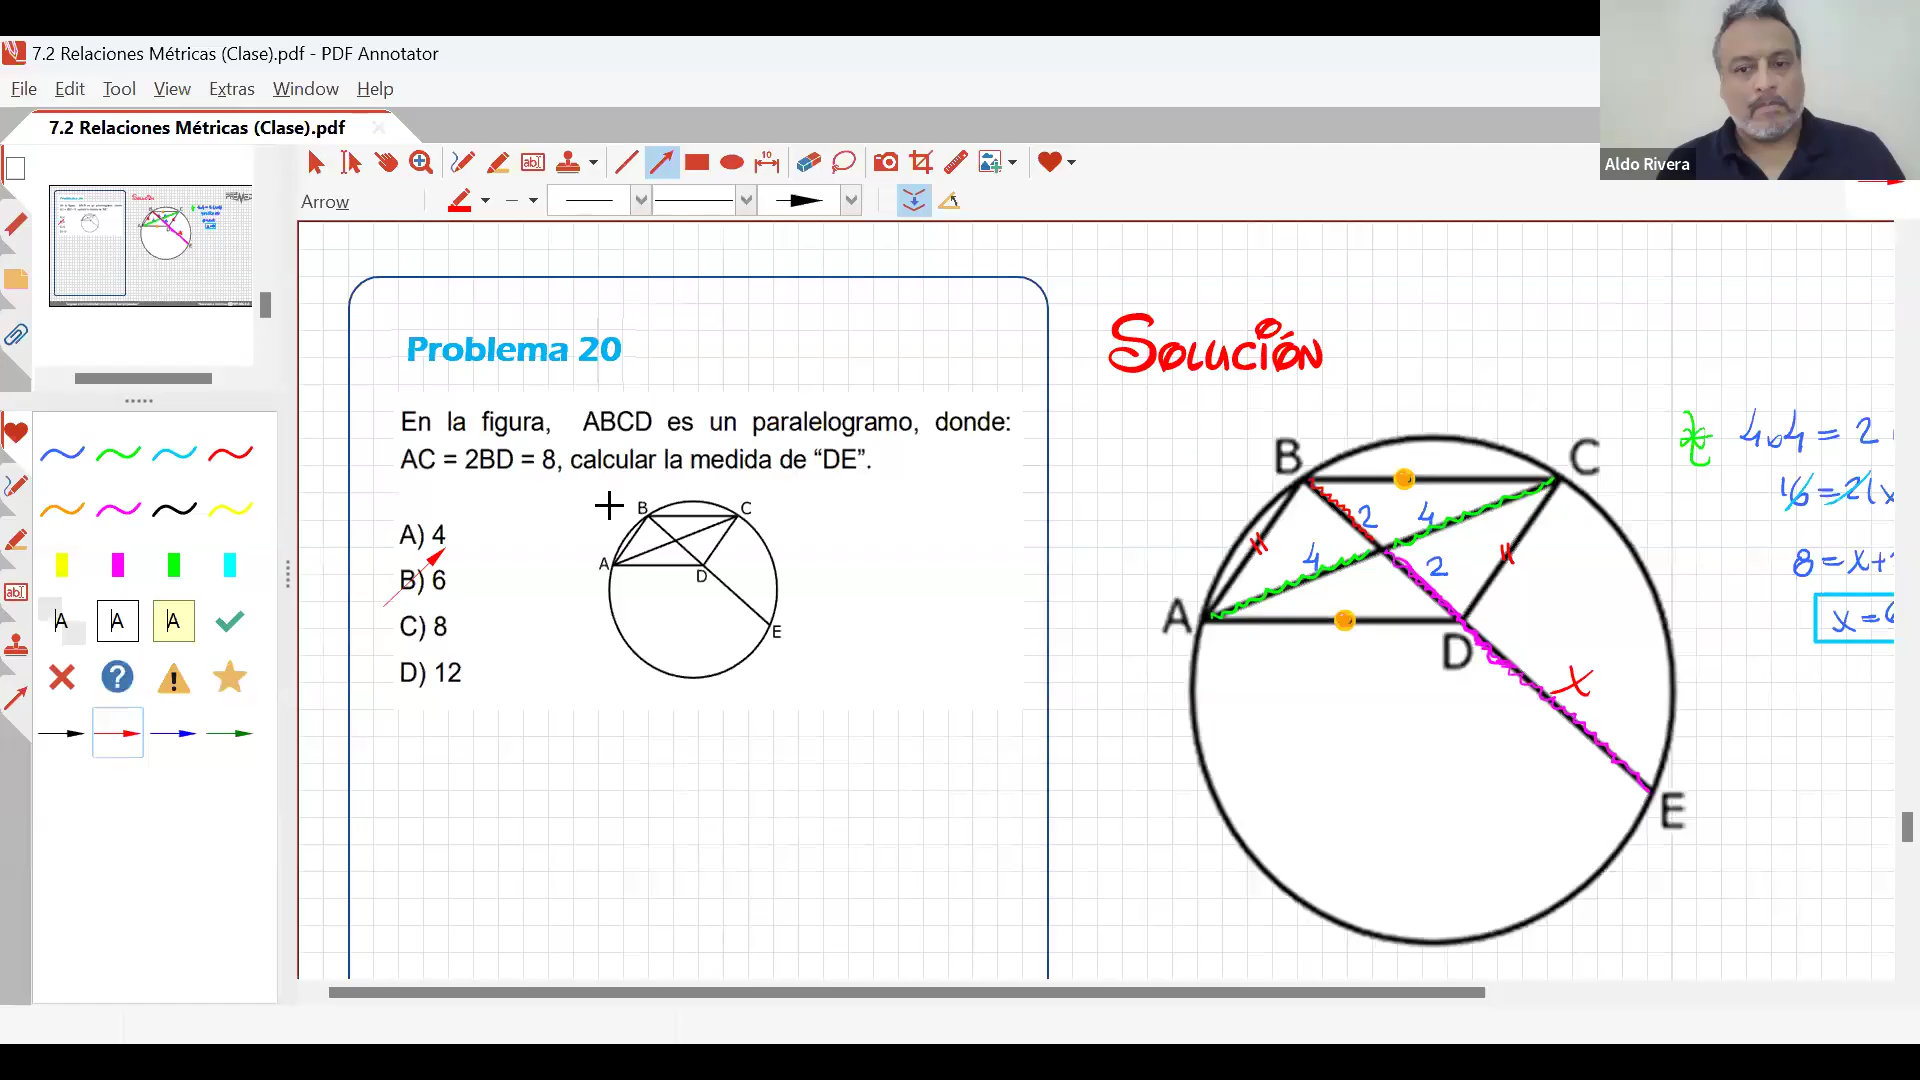 7.2 Relaciones Métricas (Clase).pdf - PDF Annotator
File Edit Tool View Extras Window Help
7.2 Relaciones Métricas (Clase).pdf
Aldo Rivera
Arrow
Problema 20
En la figura, ABCD es un paralelogramo, donde:
AC = 2BD = 8, calcular la medida de “DE”.
A) 4
B) 6
C) 8
D) 12
B C
A D
E
Solución
B C
2 4
4 2
A D
x
E
4x4 = 2
16 = 2(x
8 = x+
x = 6
A A A